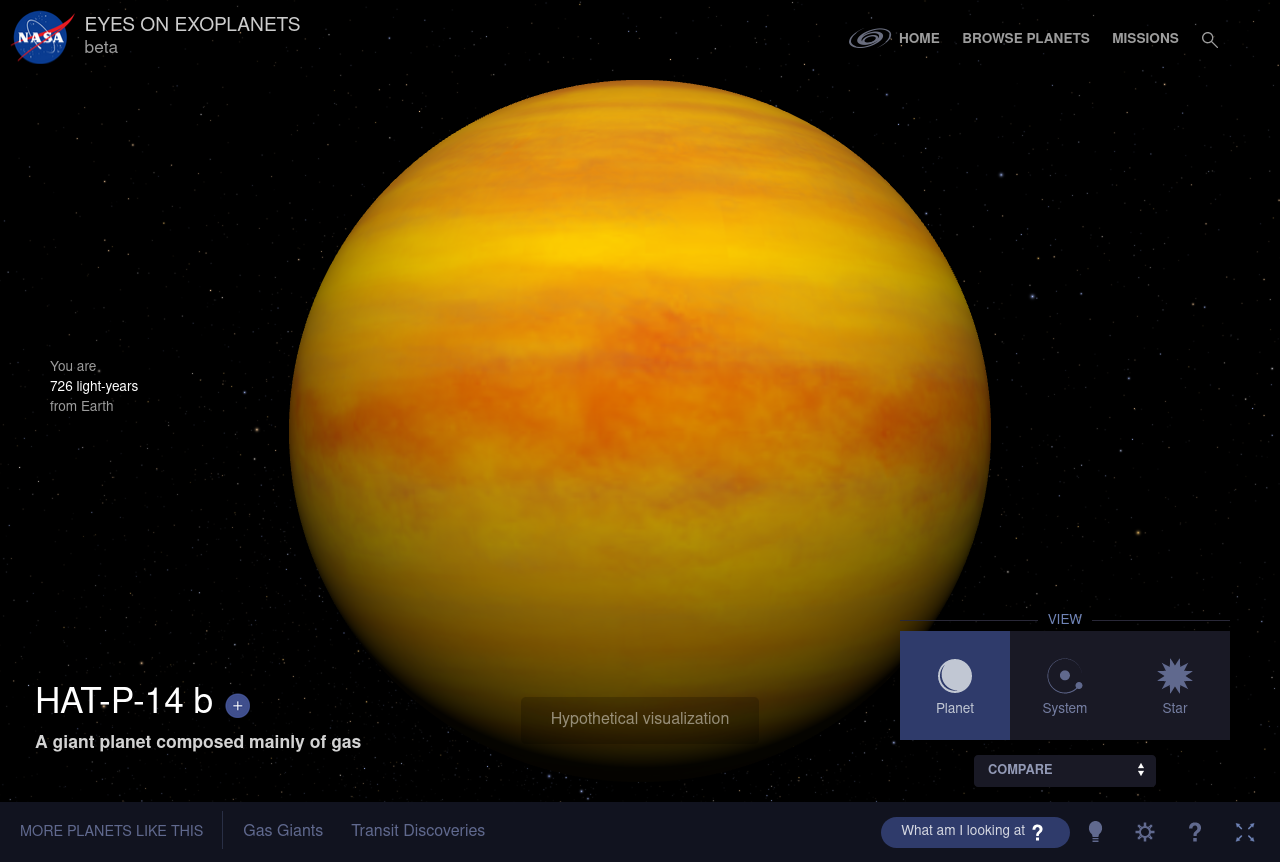 NASA
EYES ON EXOPLANETS
beta
HOME
BROWSE PLANETS
MISSIONS
You are
726 light-years
from Earth
VIEW
Planet
System
Star
HAT-P-14 b +
A giant planet composed mainly of gas
Hypothetical visualization
COMPARE
MORE PLANETS LIKE THIS
Gas Giants
Transit Discoveries
What am I looking at ?
?